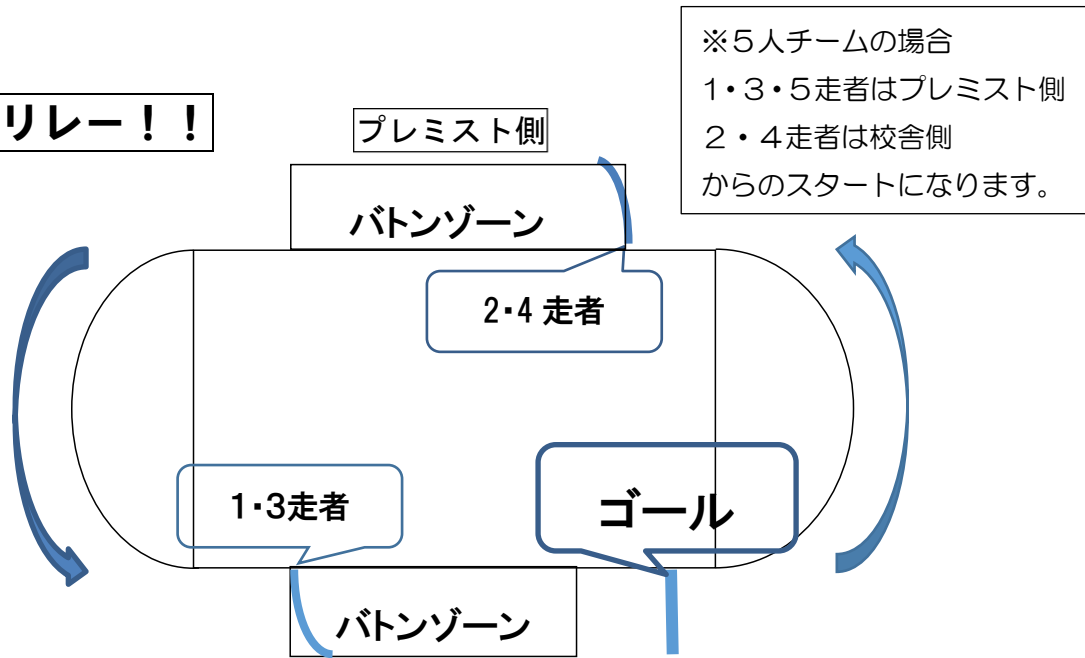 リレー！！
プレミスト側
※５人チームの場合
１・３・５走者はプレミスト側
２・４走者は校舎側
からのスタートになります。
バトンゾーン
2・4 走者
1・3走者
ゴール
バトンゾーン